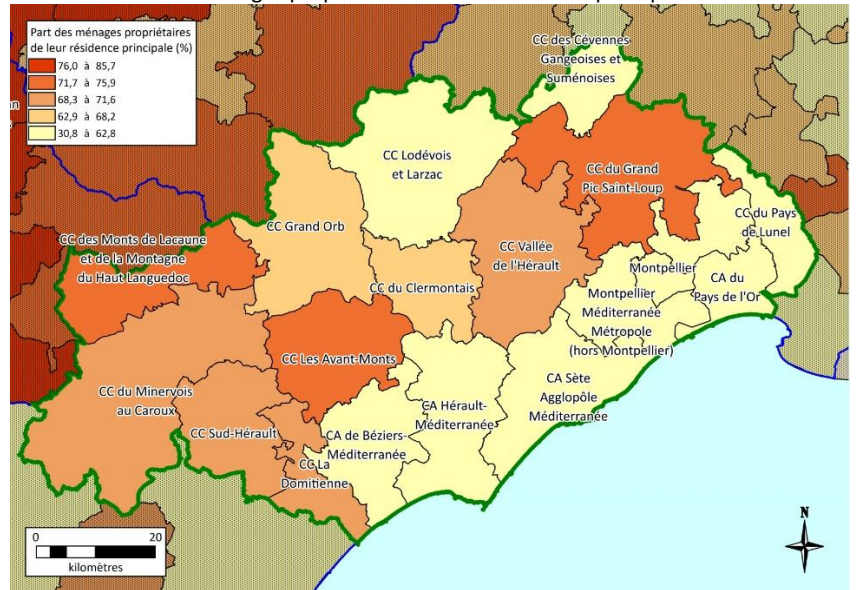 Part des ménages propriétaires
de leur résidence principale (%)
76,0 à 85,7
71,7 à 75,9
68,3 à 71,6
62,9 à 68,2
30,8 à 62,8
CC des Cévennes
Gangeoises et
Suménoises
CC Lodévois
et Larzac
CC du Grand
Pic Saint-Loup
CC du Pays
de Lunel
CC Grand Orb
CC des Monts de Lacaune
et de la Montagne
du Haut Languedoc
CC Vallée
de l'Hérault
Montpellier
CA du
Pays de l'Or
CC du Clermontais
Montpellier
Méditerranée
Métropole
(hors Montpellier)
CC Les Avant-Monts
CC du Minervois
au Caroux
CA Sète
Agglopôle
Méditerranée
CA Hérault-
Méditerranée
CC Sud-Hérault
CA de Béziers-
Méditerranée
CC La
Domitienne
0 20
kilomètres
N